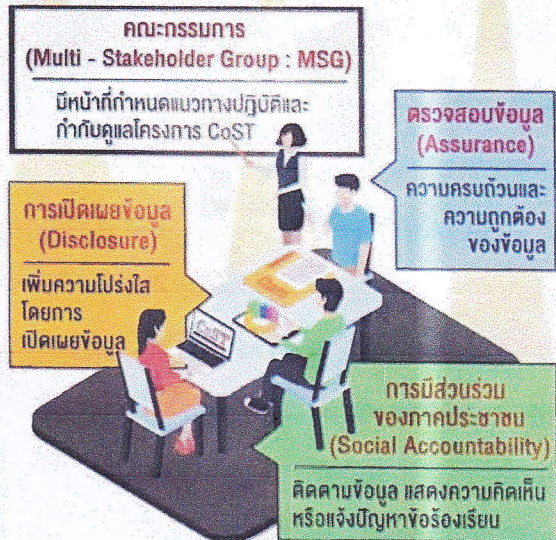 คณะกรรมการ
(Multi - Stakeholder Group : MSG)
มีหน้าที่กำหนดแนวทางปฏิบัติและ
กำกับดูแลโครงการ CoST
ตรวจสอบข้อมูล
(Assurance)
ความครบถ้วนและ
ความถูกต้อง
ของข้อมูล
การเปิดเผยข้อมูล
(Disclosure)
เพิ่มความโปร่งใส
โดยการ
เปิดเผยข้อมูล
CoST
การมีส่วนร่วม
ของภาคประชาชน
(Social Accountability)
ติดตามข้อมูล แสดงความคิดเห็น
หรือแจ้งปัญหาข้อร้องเรียน